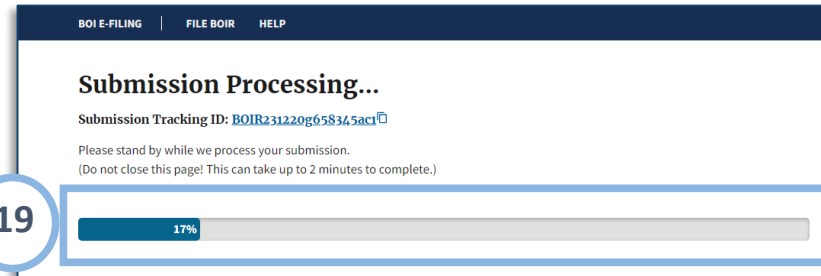 BOI E-FILING | FILE BOIR HELP
Submission Processing...
Submission Tracking ID: BOIR231220g658345ac1
Please stand by while we process your submission.
(Do not close this page! This can take up to 2 minutes to complete.)
19
17%